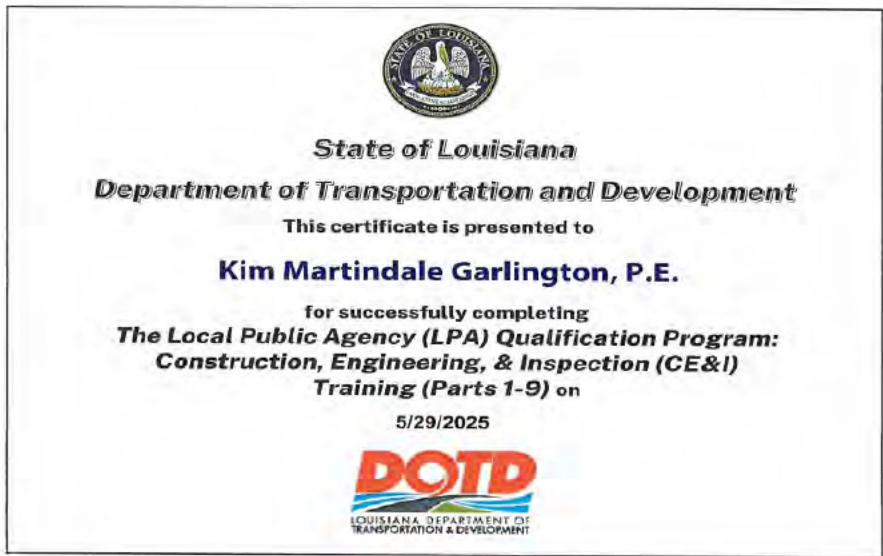 STATE OF LOUISIANA
State of Louisiana
Department of Transportation and Development
This certificate is presented to
Kim Martindale Garlington, P.E.
for successfully completing
The Local Public Agency (LPA) Qualification Program:
Construction, Engineering, & Inspection (CE&I)
Training (Parts 1-9) on
5/29/2025
DOTD
LOUISIANA DEPARTMENT OF
TRANSPORTATION & DEVELOPMENT